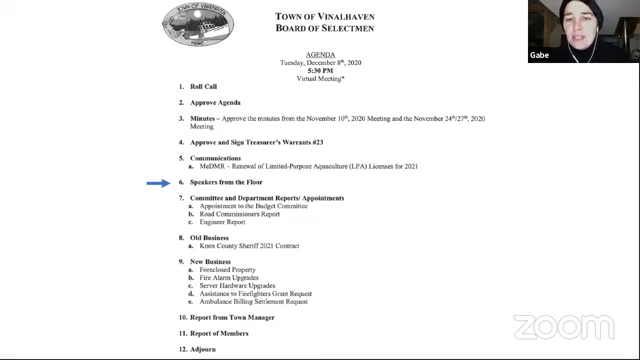 TOWN OF VINALHAVEN
MAINE
TOWN OF VINALHAVEN
BOARD OF SELECTMEN
AGENDA
Tuesday, December 8th, 2020
5:30 PM
Virtual Meeting*
1. Roll Call
2. Approve Agenda
3. Minutes – Approve the minutes from the November 10th, 2020 Meeting and the November 24th/27th, 2020
Meeting
4. Approve and Sign Treasurer's Warrants #23
5. Communications
a. MeDMR – Renewal of Limited-Purpose Aquaculture (LPA) Licenses for 2021
6. Speakers from the Floor
7. Committee and Department Reports/ Appointments
a. Appointment to the Budget Committee
b. Road Commissioners Report
c. Engineer Report
8. Old Business
a. Knox County Sheriff 2021 Contract
9. New Business
a. Foreclosed Property
b. Fire Alarm Upgrades
c. Server Hardware Upgrades
d. Assistance to Firefighters Grant Request
e. Ambulance Billing Settlement Request
10. Report from Town Manager
11. Report of Members
12. Adjourn
Gabe
zoom